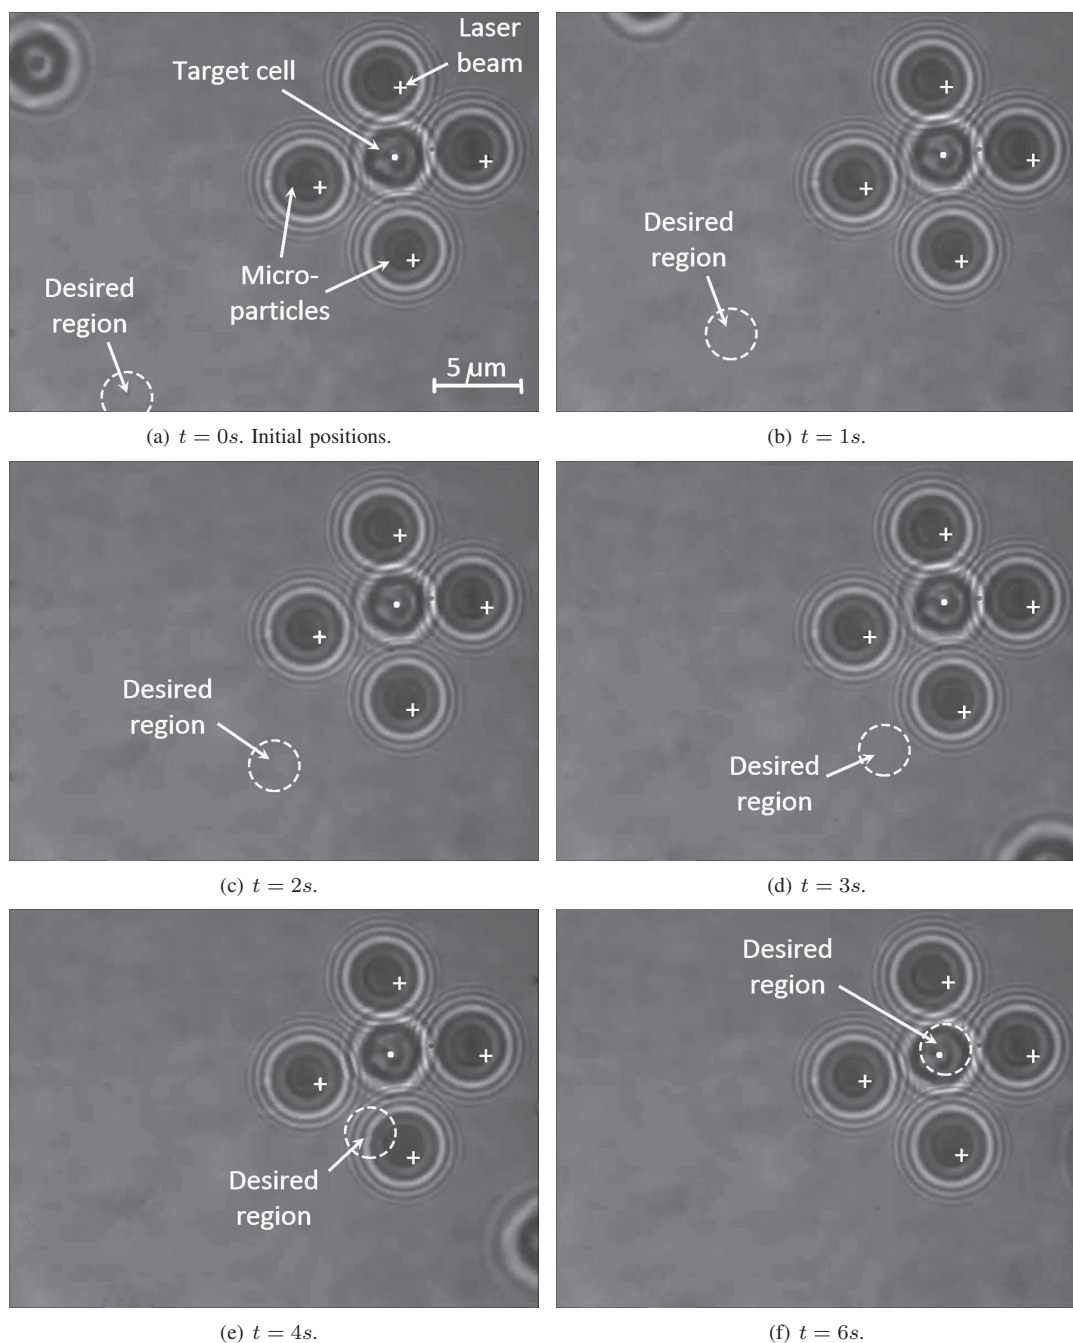 Laser
beam
Target cell
Micro-
particles
Desired
region
5 μm
(a) t = 0s. Initial positions.
Desired
region
(b) t = 1s.
Desired
region
(c) t = 2s.
Desired
region
(d) t = 3s.
Desired
region
(e) t = 4s.
Desired
region
(f) t = 6s.